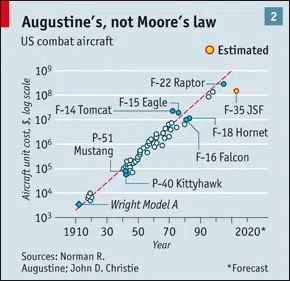 Augustine's, not Moore's law
2
US combat aircraft
Estimated
Aircraft unit cost, $, log scale
10⁹
10⁸
10⁷
10⁶
10⁵
10⁴
10³
F-22 Raptor
F-15 Eagle
F-14 Tomcat
F-35 JSF
F-18 Hornet
P-51
Mustang
F-16 Falcon
P-40 Kittyhawk
Wright Model A
1910 30 50 70 90 2020*
Year
Sources: Norman R.
Augustine; John D. Christie
*Forecast